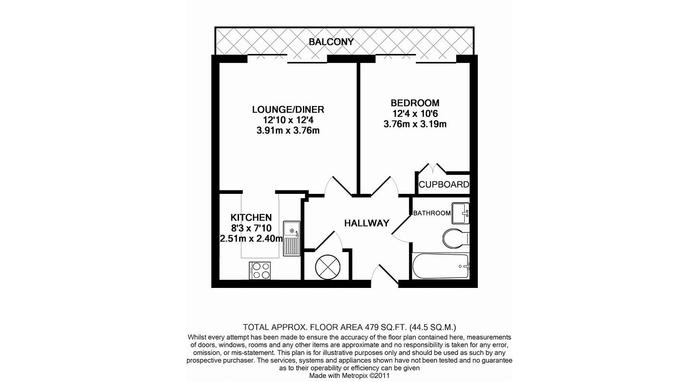 BALCONY
LOUNGE/DINER
12'10 x 12'4
3.91m x 3.76m
BEDROOM
12'4 x 10'6
3.76m x 3.19m
CUPBOARD
KITCHEN
8'3 x 7'10
2.51m x 2.40m
HALLWAY
BATHROOM
TOTAL APPROX. FLOOR AREA 479 SQ.FT. (44.5 SQ.M.)
Whilst every attempt has been made to ensure the accuracy of the floor plan contained here, measurements
of doors, windows, rooms and any other items are approximate and no responsibility is taken for any error,
omission, or mis-statement. This plan is for illustrative purposes only and should be used as such by any
prospective purchaser. The services, systems and appliances shown have not been tested and no guarantee
as to their operability or efficiency can be given
Made with Metropix ©2011